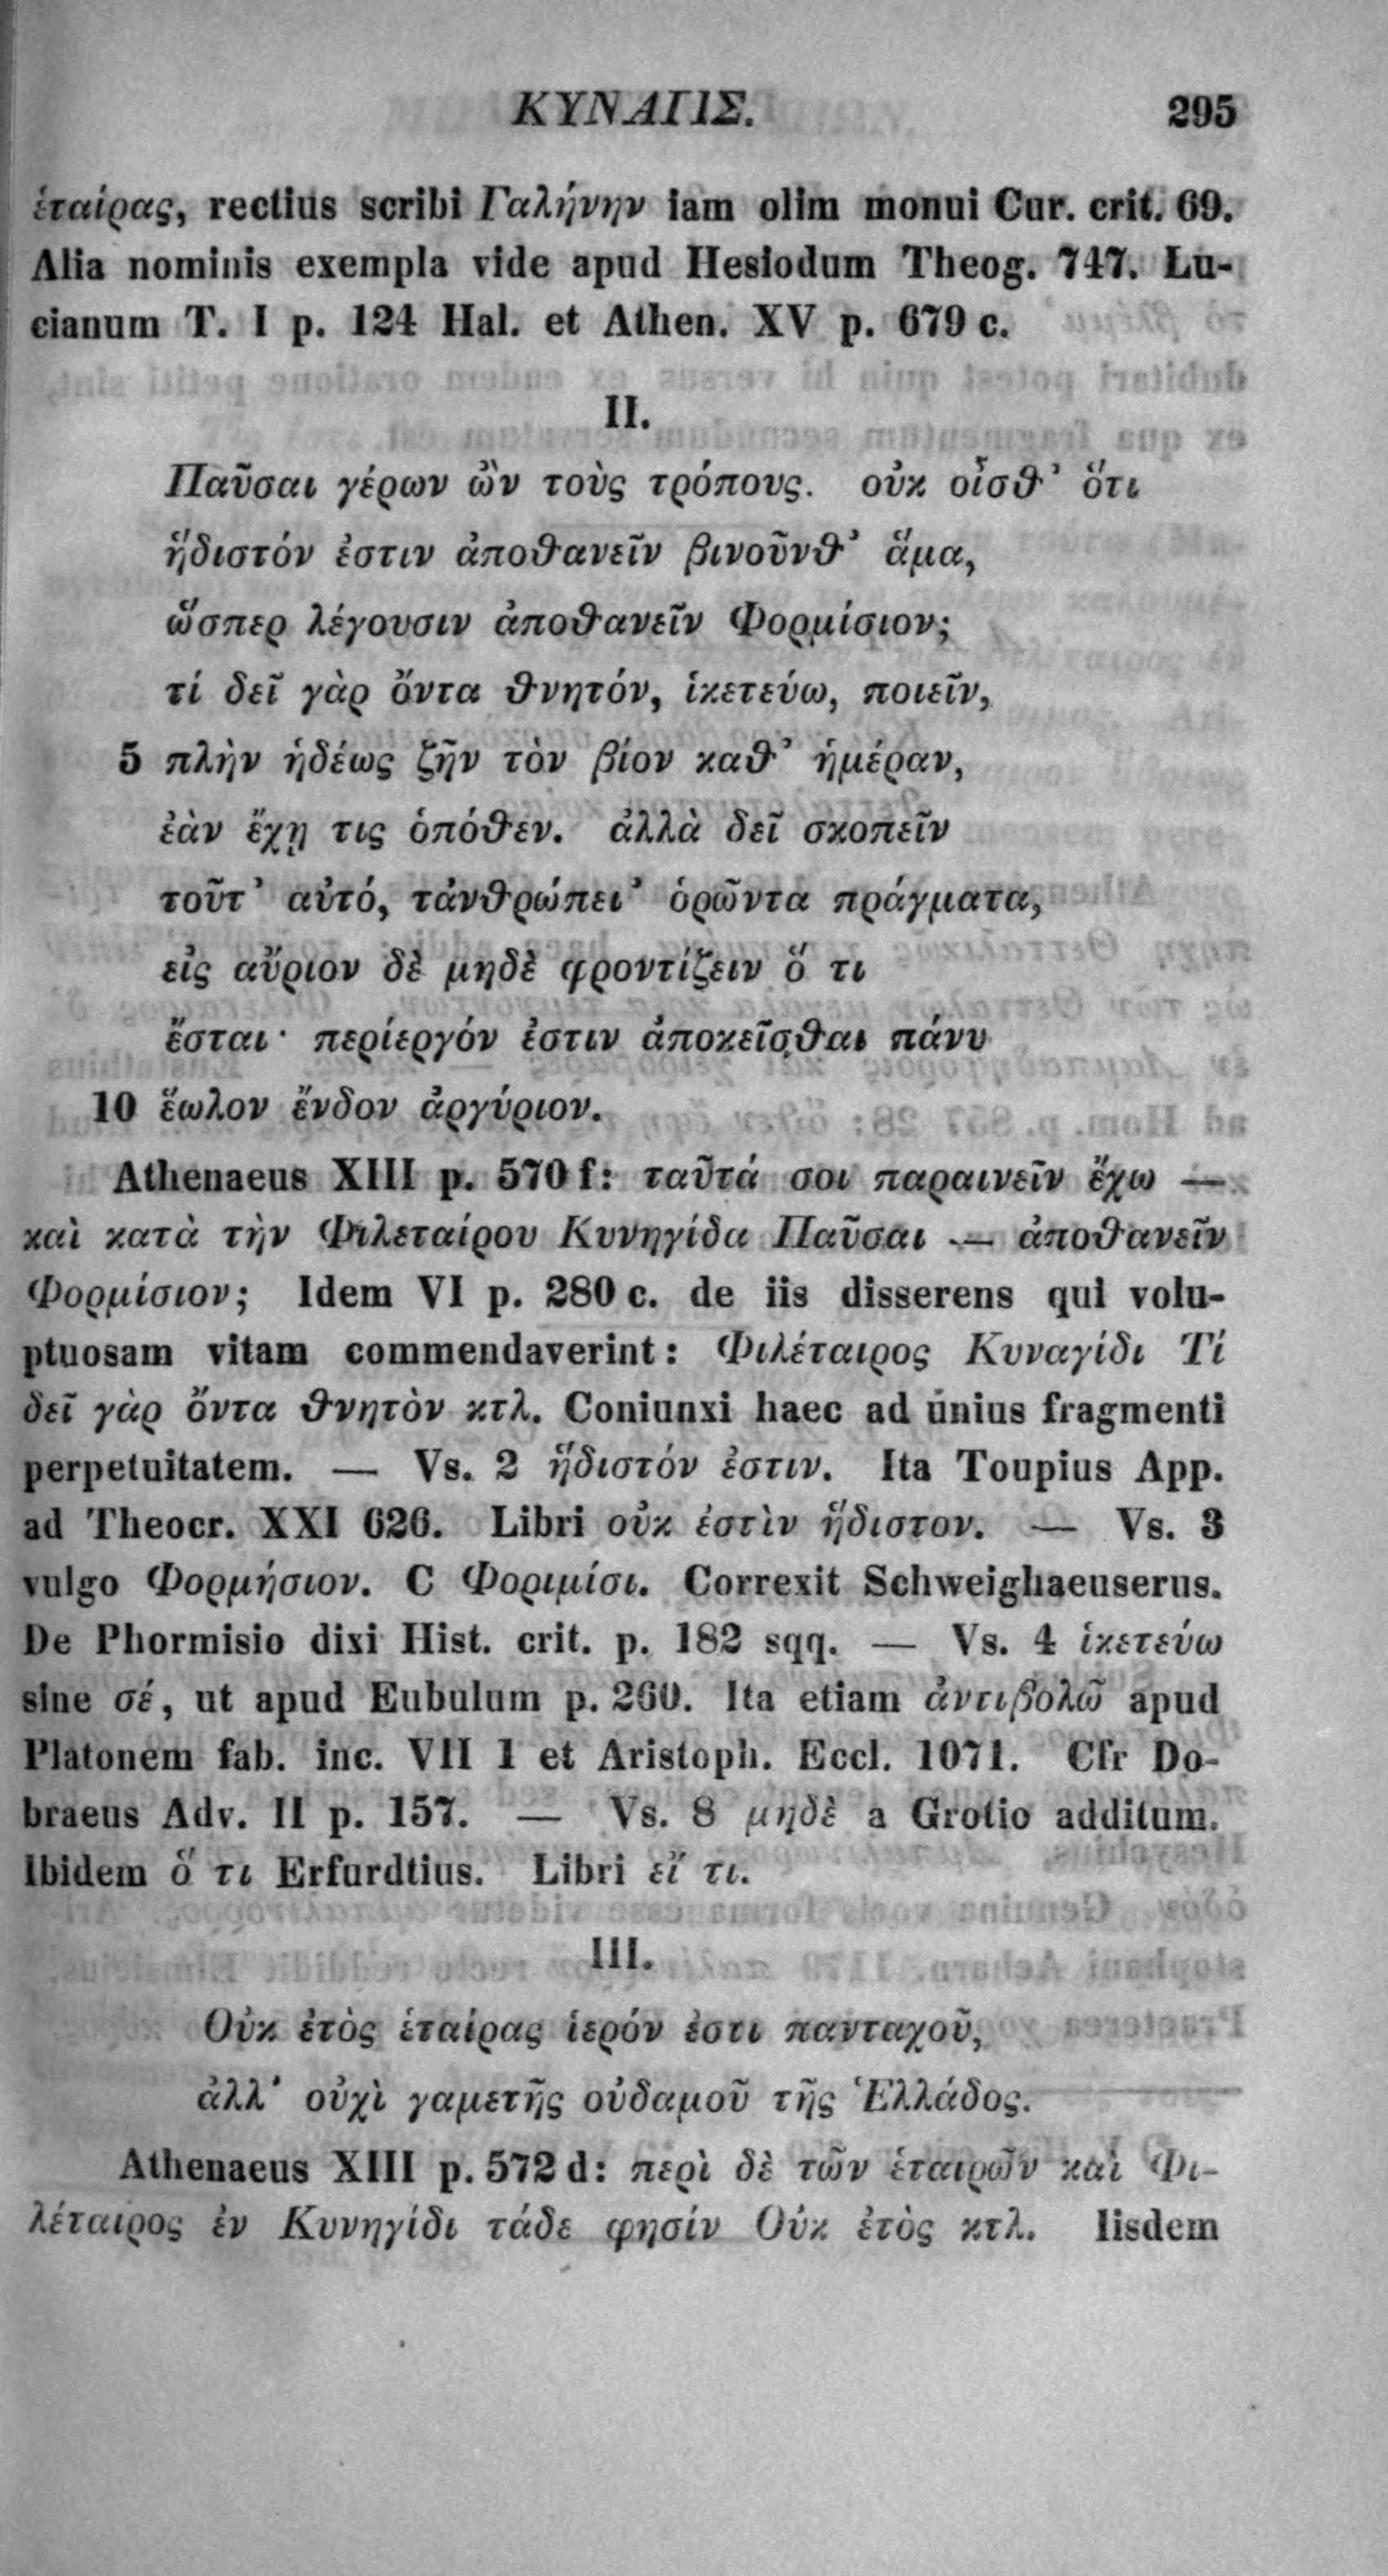 ΚΥΝΑΓΙΣ. 295
ἑταίρας, rectius scribi Γαλήνην iam olim monui Cur. crit. 69.
Alia nominis exempla vide apud Hesiodum Theog. 747. Lu-
cianum T. I p. 124 Hal. et Athen. XV p. 679 c.
II.
Παῦσαι γέρων ὢν τοὺς τρόπους. οὐκ οἶσθ᾽ ὅτι
ἥδιστόν ἐστιν ἀποθανεῖν βινοῦνθ᾽ ἅμα,
ὥσπερ λέγουσιν ἀποθανεῖν Φορμίσιον;
τί δεῖ γὰρ ὄντα θνητόν, ἱκετεύω, ποιεῖν,
5 πλὴν ἡδέως ζῆν τὸν βίον καθ᾽ ἡμέραν,
ἐὰν ἔχῃ τις ὁπόθεν. ἀλλὰ δεῖ σκοπεῖν
τοῦτ᾽ αὐτό, τἀνθρώπει᾽ ὁρῶντα πράγματα,
εἰς αὔριον δὲ μηδὲ φροντίζειν ὅ τι
ἔσται· περίεργόν ἐστιν ἀποκεῖσθαι πάνυ
10 ἕωλον ἔνδον ἀργύριον.
Athenaeus XIII p. 570 f: ταῦτά σοι παραινεῖν ἔχω —
καὶ κατὰ τὴν Φιλεταίρου Κυνηγίδα Παῦσαι — ἀποθανεῖν
Φορμίσιον; Idem VI p. 280 c. de iis disserens qui volu-
ptuosam vitam commendaverint: Φιλέταιρος Κυναγίδι Τί
δεῖ γὰρ ὄντα θνητὸν κτλ. Coniunxi haec ad unius fragmenti
perpetuitatem. — Vs. 2 ἥδιστόν ἐστιν. Ita Toupius App.
ad Theocr. XXI 626. Libri οὐκ ἐστὶν ἥδιστον. — Vs. 3
vulgo Φορμήσιον. C Φοριμίσι. Correxit Schweighaeuserus.
De Phormisio dixi Hist. crit. p. 182 sqq. — Vs. 4 ἱκετεύω
sine σέ, ut apud Eubulum p. 260. Ita etiam ἀντιβολῶ apud
Platonem fab. inc. VII 1 et Aristoph. Eccl. 1071. Cfr Do-
braeus Adv. II p. 157. — Vs. 8 μηδὲ a Grotio additum.
Ibidem ὅ τι Erfurdtius. Libri εἴ τι.
III.
Οὐκ ἐτὸς ἑταίρας ἱερόν ἐστι πανταχοῦ,
ἀλλ᾽ οὐχὶ γαμετῆς οὐδαμοῦ τῆς Ἑλλάδος.
Athenaeus XIII p. 572 d: περὶ δὲ τῶν ἑταιρῶν καὶ Φι-
λέταιρος ἐν Κυνηγίδι τάδε φησίν Οὐκ ἐτὸς κτλ. Iisdem